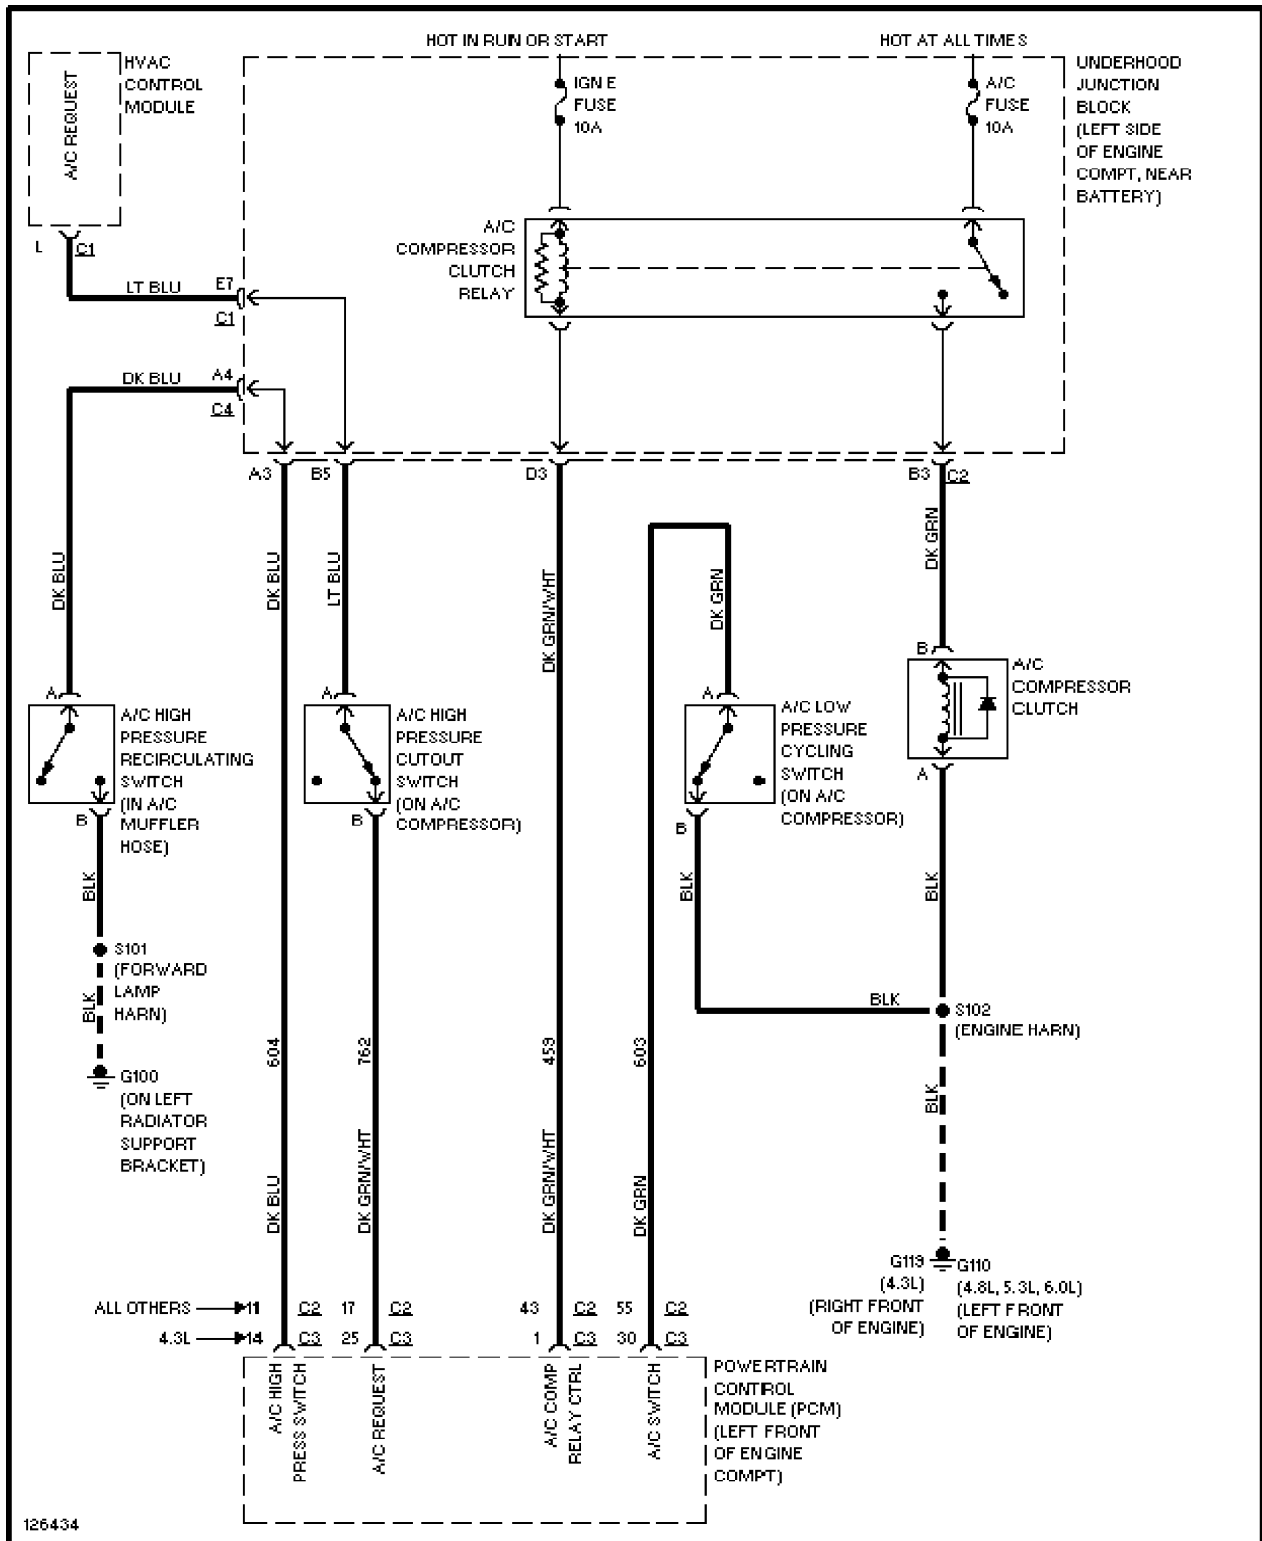 HOT IN RUN OR START
HOT AT ALL TIMES
A/C REQUEST
HVAC
CONTROL
MODULE
L
C1
IGN E
FUSE
10A
A/C
FUSE
10A
UNDERHOOD
JUNCTION
BLOCK
(LEFT SIDE
OF ENGINE
COMPT, NEAR
BATTERY)
A/C
COMPRESSOR
CLUTCH
RELAY
LT BLU
E7
C1
DK BLU
A4
C4
A3
B5
D3
B3
C2
DK BLU
DK BLU
LT BLU
DK GRN/WHT
DK GRN
DK GRN
A
A/C HIGH
PRESSURE
RECIRCULATING
SWITCH
(IN A/C
MUFFLER
HOSE)
B
A
A/C HIGH
PRESSURE
CUTOUT
SWITCH
(ON A/C
COMPRESSOR)
B
A
A/C LOW
PRESSURE
CYCLING
SWITCH
(ON A/C
COMPRESSOR)
B
B
A/C
COMPRESSOR
CLUTCH
A
BLK
BLK
BLK
S101
(FORWARD
LAMP
HARN)
BLK
BLK
S102
(ENGINE HARN)
G100
(ON LEFT
RADIATOR
SUPPORT
BRACKET)
604
762
459
603
BLK
DK BLU
DK GRN/WHT
DK GRN/WHT
DK GRN
G119
(4.3L)
(RIGHT FRONT
OF ENGINE)
G110
(4.8L, 5.3L, 6.0L)
(LEFT FRONT
OF ENGINE)
ALL OTHERS 11 C2 17 C2 43 C2 55 C2
4.3L 14 C3 25 C3 1 C3 30 C3
A/C HIGH
PRESS SWITCH
A/C REQUEST
A/C COMP
RELAY CTRL
A/C SWITCH
POWERTRAIN
CONTROL
MODULE (PCM)
(LEFT FRONT
OF ENGINE
COMPT)
126434